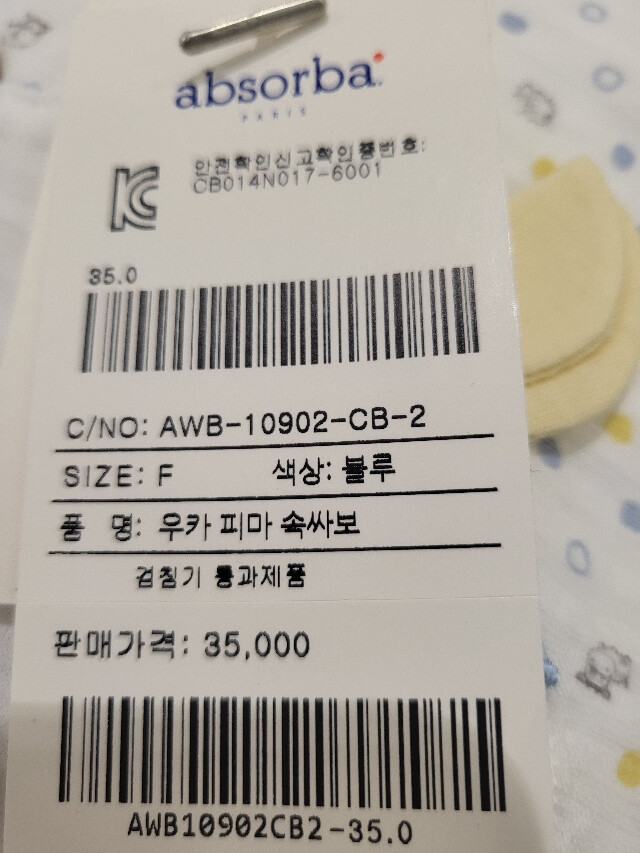 absorba
PARIS
안전확인신고확인증번호:
CB014N017-6001
35.0
C/NO: AWB-10902-CB-2
SIZE: F 색상: 블루
품 명: 우카 피마 속싸보
검침기 통과제품
판매가격: 35,000
AWB10902CB2-35.0